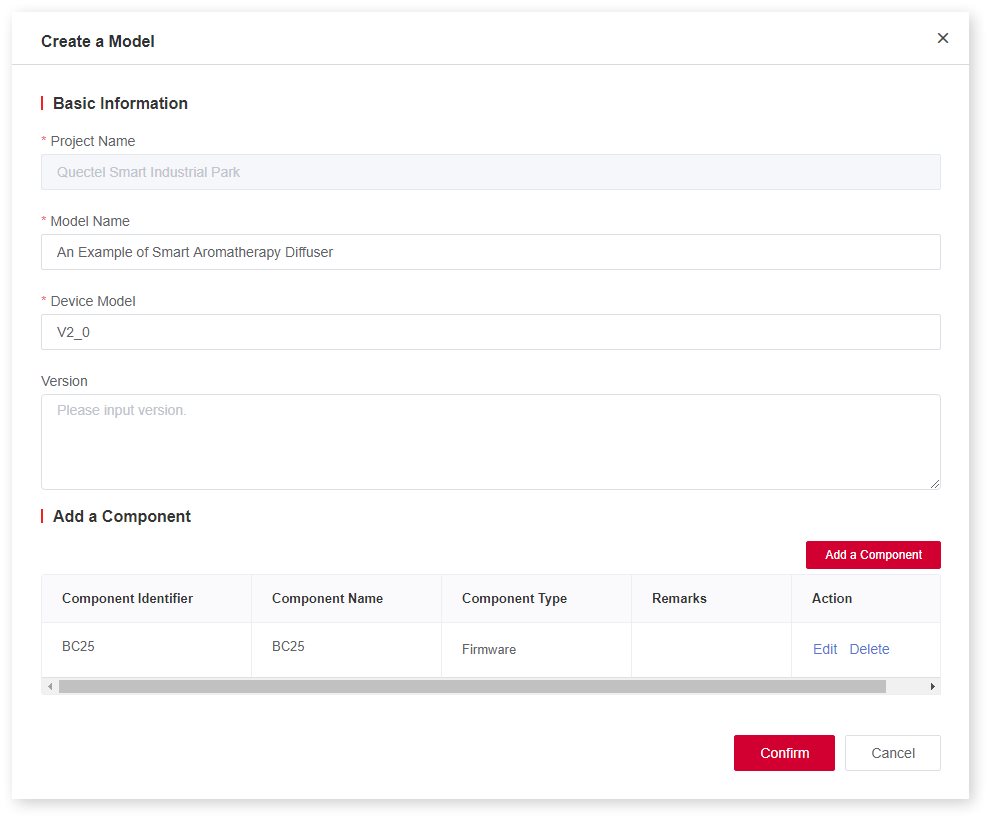 Create a Model
Basic Information
* Project Name
Quectel Smart Industrial Park
* Model Name
An Example of Smart Aromatherapy Diffuser
* Device Model
V2_0
Version
Please input version.
Add a Component
Add a Component
Component Identifier Component Name Component Type Remarks Action
BC25 BC25 Firmware Edit Delete
Confirm Cancel